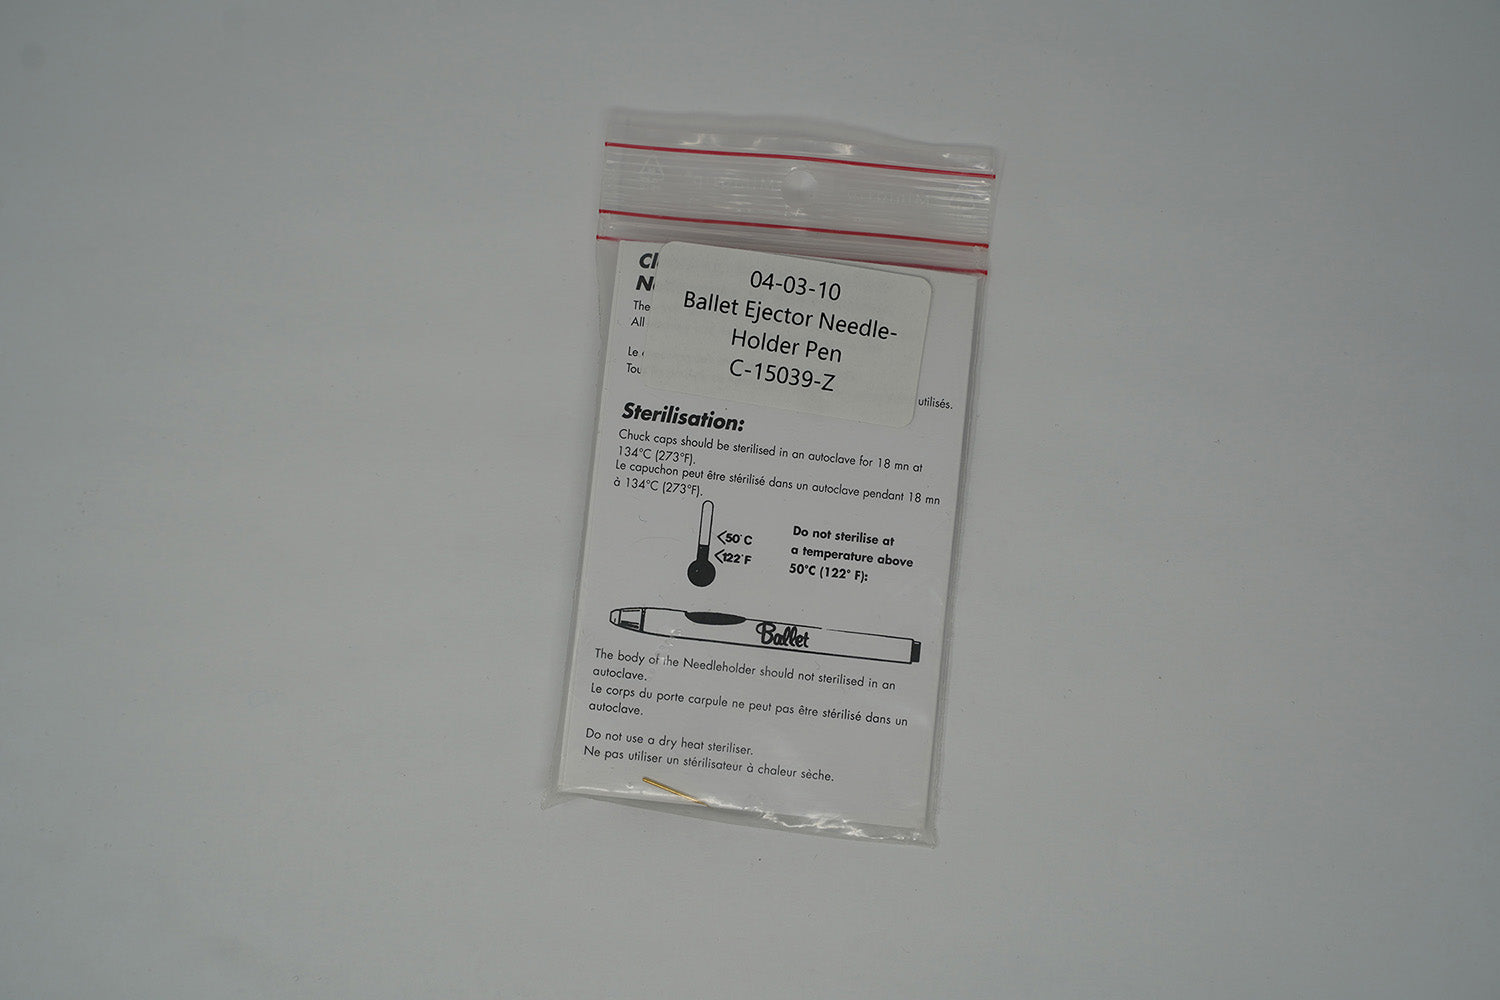 04-03-10
Ballet Ejector Needle-
Holder Pen
C-15039-Z
The
All
Le
utilisés.
Sterilisation:
Chuck caps should be sterilised in an autoclave for 18 mn at
134°C (273°F).
Le capuchon peut être stérilisé dans un autoclave pendant 18 mn
à 134°C (273°F).
<50°C
<122°F
Do not sterilise at
a temperature above
50°C (122° F):
Ballet
The body of the Needleholder should not sterilised in an
autoclave.
Le corps du porte carpule ne peut pas être stérilisé dans un
autoclave.
Do not use a dry heat steriliser.
Ne pas utiliser un stérilisateur à chaleur sèche.